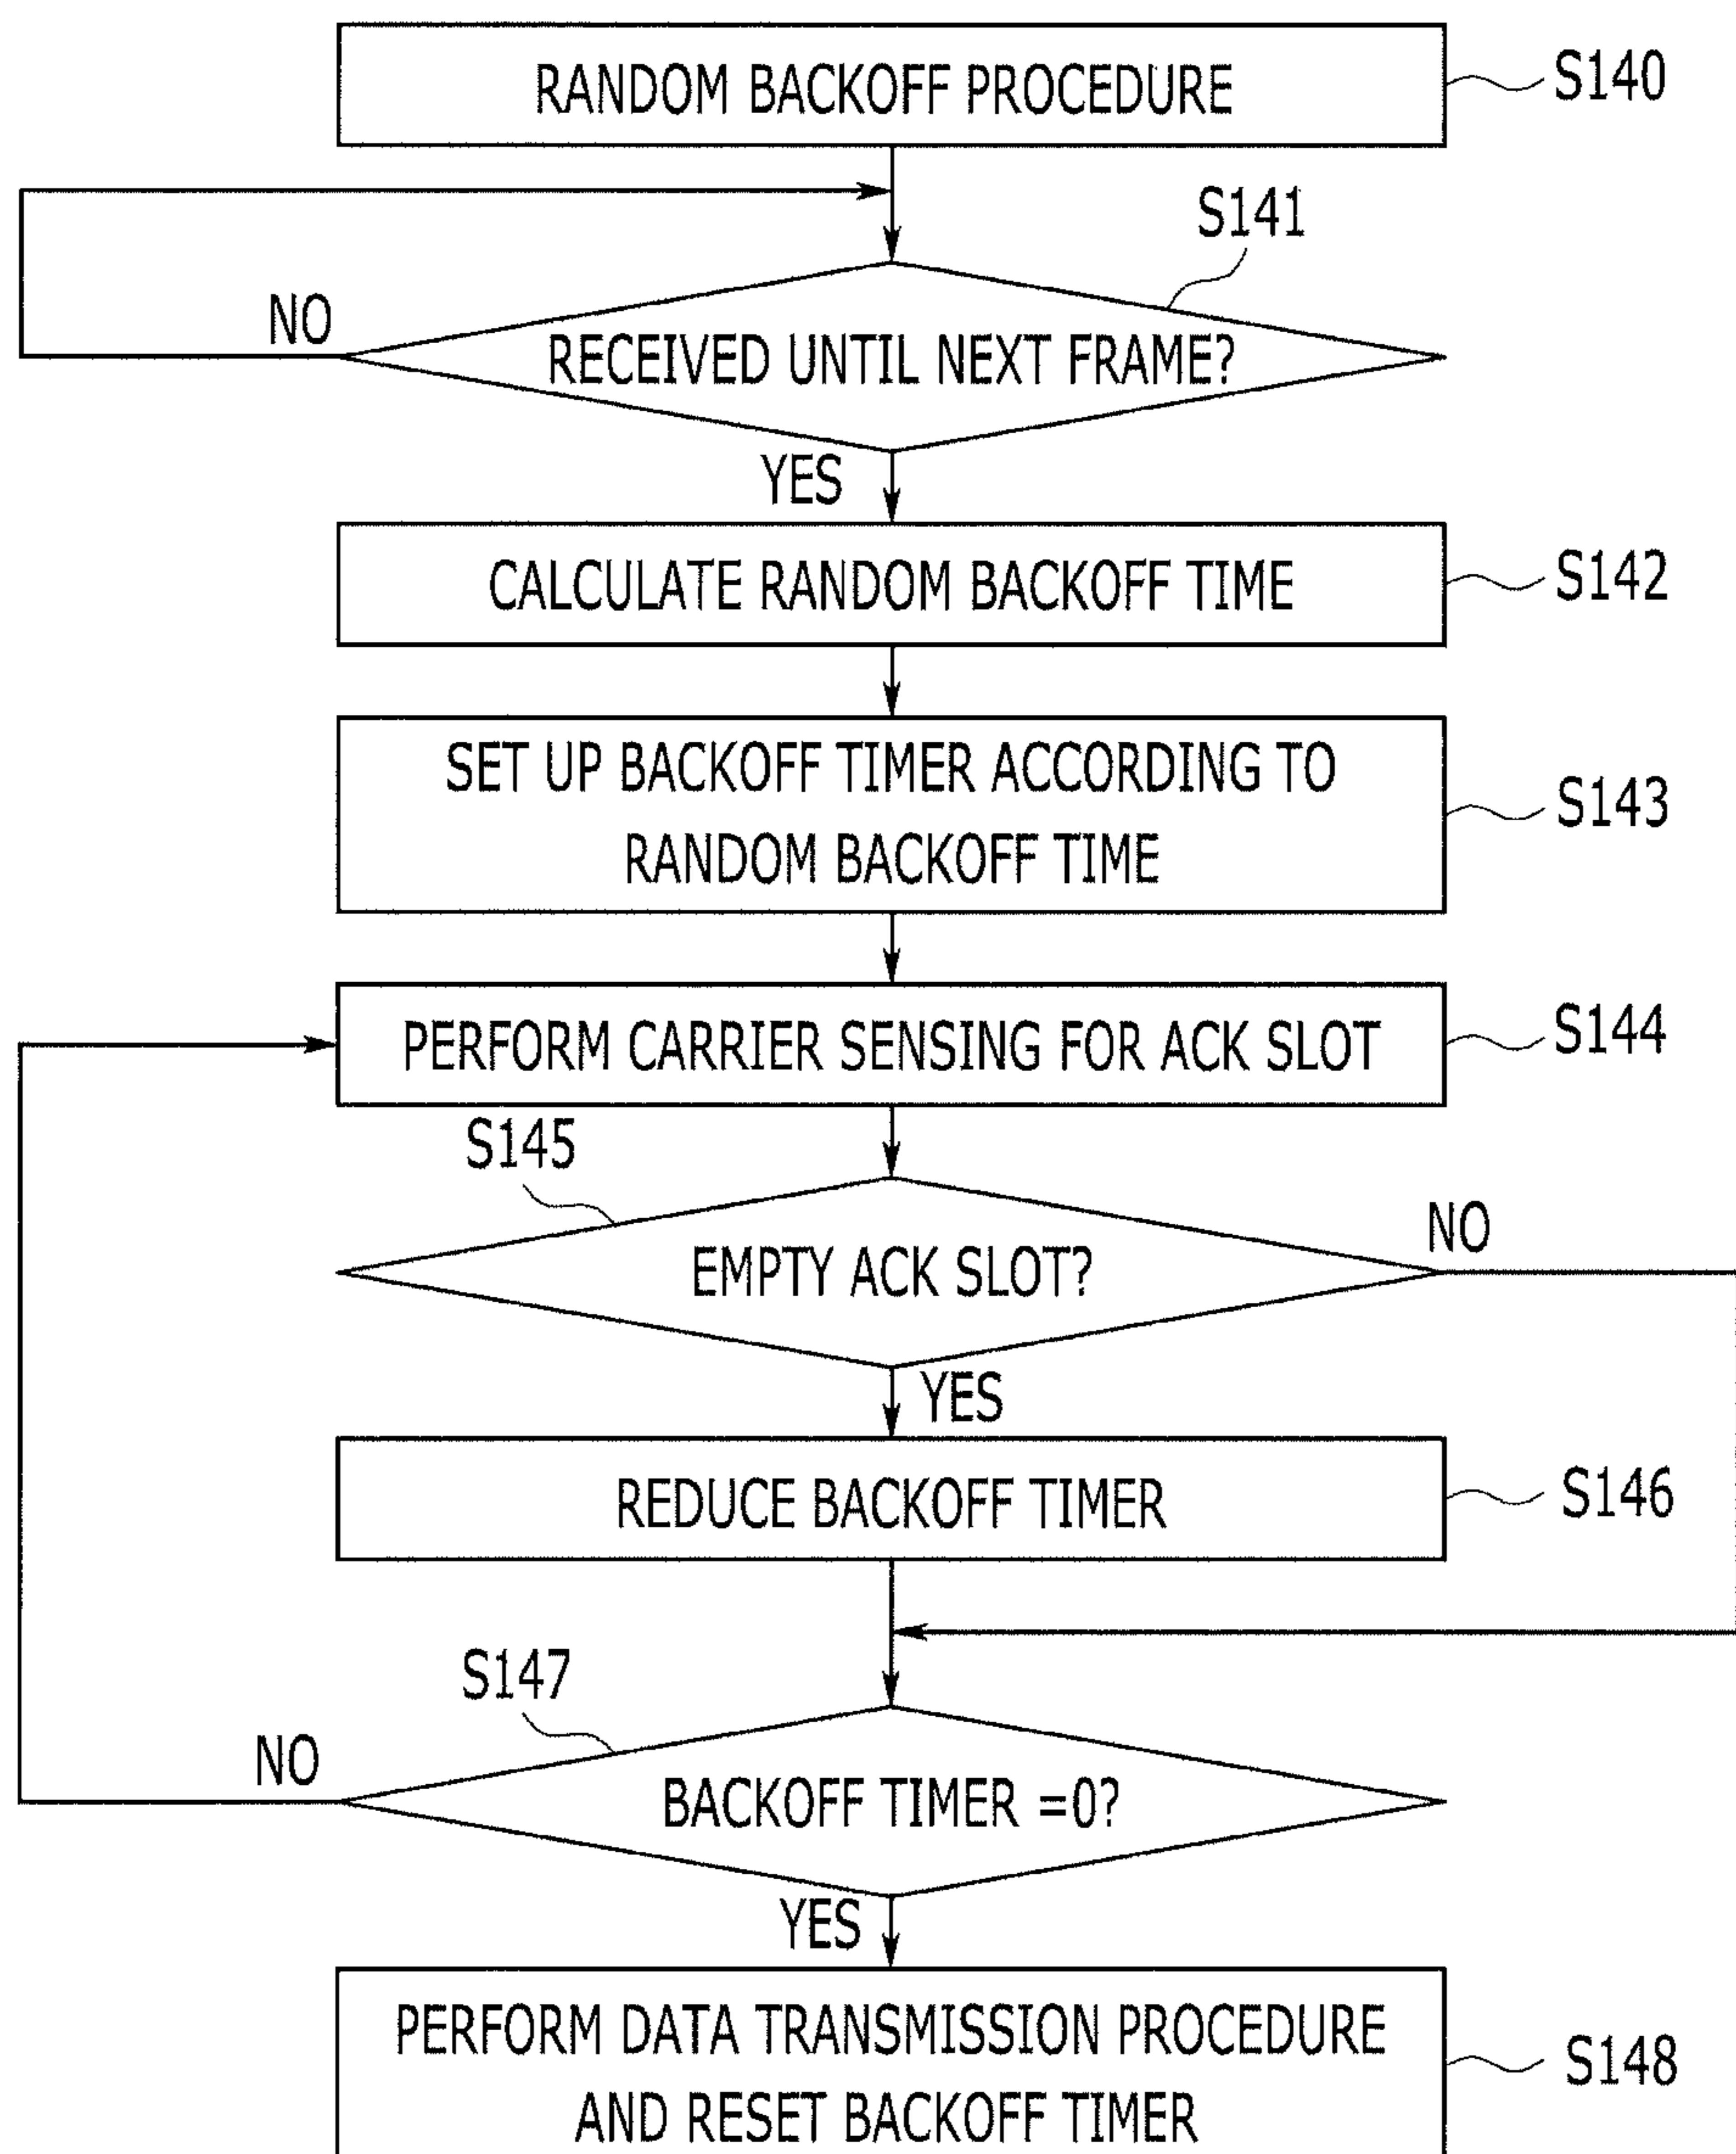 RANDOM BACKOFF PROCEDURE
S140
S141
NO
RECEIVED UNTIL NEXT FRAME?
YES
CALCULATE RANDOM BACKOFF TIME
S142
SET UP BACKOFF TIMER ACCORDING TO
RANDOM BACKOFF TIME
S143
PERFORM CARRIER SENSING FOR ACK SLOT
S144
S145
NO
EMPTY ACK SLOT?
YES
REDUCE BACKOFF TIMER
S146
S147
NO
BACKOFF TIMER =0?
YES
PERFORM DATA TRANSMISSION PROCEDURE
AND RESET BACKOFF TIMER
S148